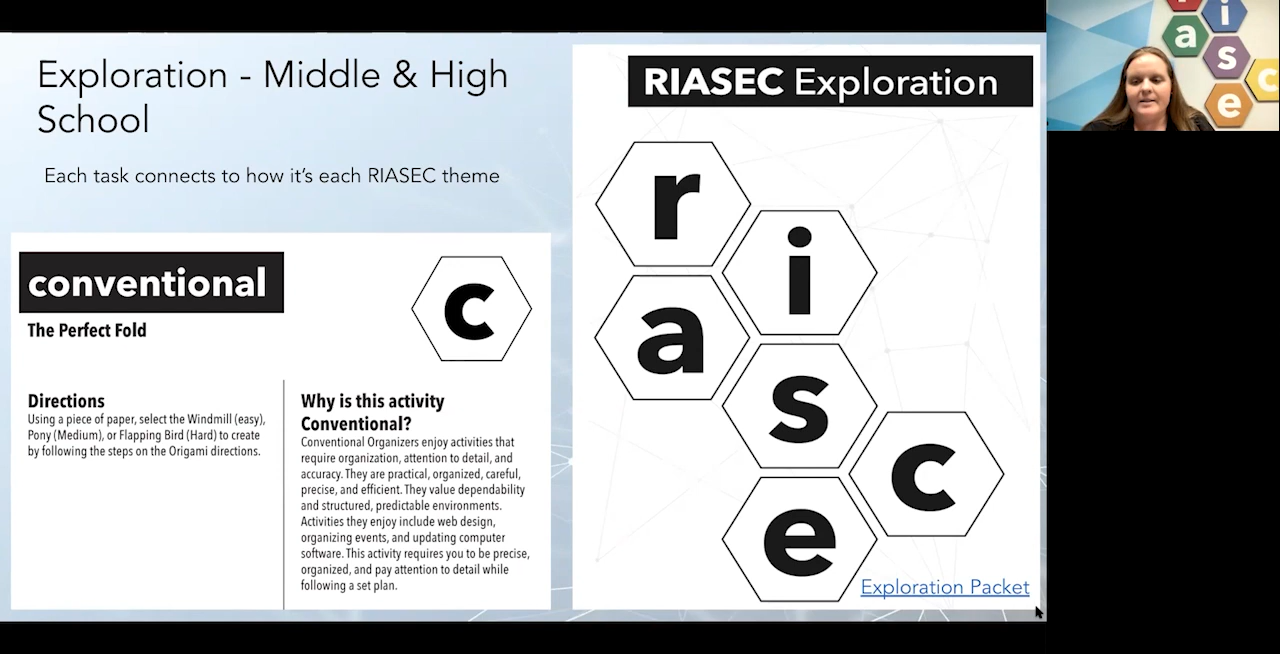 Exploration - Middle & High
School
Each task connects to how it's each RIASEC theme
conventional
c
The Perfect Fold
Directions
Using a piece of paper, select the Windmill (easy),
Pony (Medium), or Flapping Bird (Hard) to create
by following the steps on the Origami directions.
Why is this activity
Conventional?
Conventional Organizers enjoy activities that
require organization, attention to detail, and
accuracy. They are practical, organized, careful,
precise, and efficient. They value dependability
and structured, predictable environments.
Activities they enjoy include web design,
organizing events, and updating computer
software. This activity requires you to be precise,
organized, and pay attention to detail while
following a set plan.
RIASEC Exploration
r
i
a
s
c
e
Exploration Packet
r
i
a
s
c
e